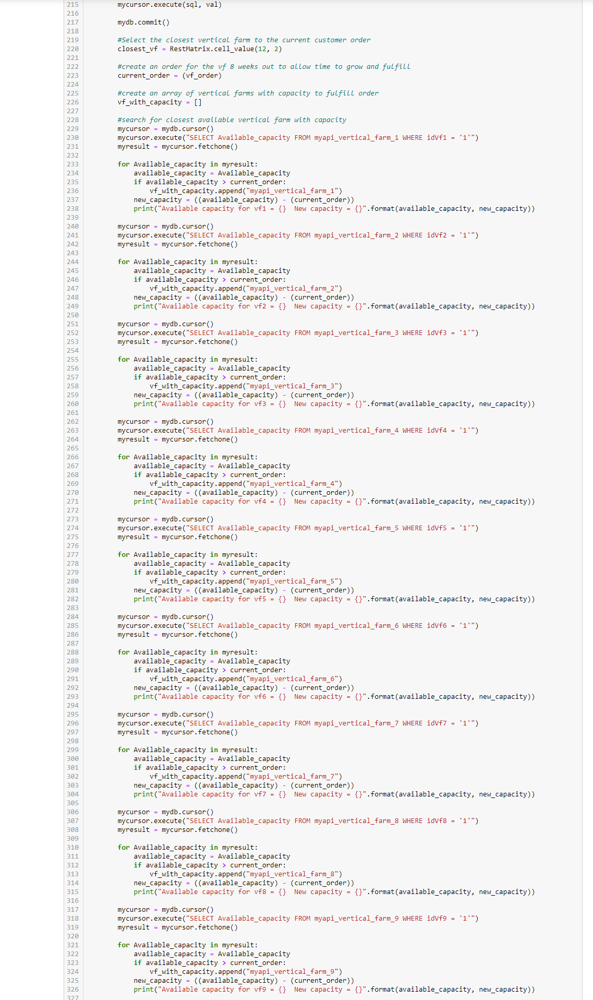 215 mycursor.execute(sql, val)
216
217 mydb.commit()
218
219 #Select the closest vertical farm to the current customer order
220 closest_vf = RestMatrix.cell_value(12, 2)
221
222 #create an order for the vf 8 weeks out to allow time to grow and fulfill
223 current_order = (vf_order)
224
225 #create an array of vertical farms with capacity to fulfill order
226 vf_with_capacity = []
227
228 #search for closest available vertical farm with capacity
229 mycursor = mydb.cursor()
230 mycursor.execute("SELECT Available_capacity FROM myapi_vertical_farm_1 WHERE idVf1 = '1'")
231 myresult = mycursor.fetchone()
232
233 for Available_capacity in myresult:
234 available_capacity = Available_capacity
235 if available_capacity > current_order:
236 vf_with_capacity.append("myapi_vertical_farm_1")
237 new_capacity = ((available_capacity) - (current_order))
238 print("Available capacity for vf1 = {}  New capacity = {}".format(available_capacity, new_capacity))
239
240 mycursor = mydb.cursor()
241 mycursor.execute("SELECT Available_capacity FROM myapi_vertical_farm_2 WHERE idVf2 = '1'")
242 myresult = mycursor.fetchone()
243
244 for Available_capacity in myresult:
245 available_capacity = Available_capacity
246 if available_capacity > current_order:
247 vf_with_capacity.append("myapi_vertical_farm_2")
248 new_capacity = ((available_capacity) - (current_order))
249 print("Available capacity for vf2 = {}  New capacity = {}".format(available_capacity, new_capacity))
250
251 mycursor = mydb.cursor()
252 mycursor.execute("SELECT Available_capacity FROM myapi_vertical_farm_3 WHERE idVf3 = '1'")
253 myresult = mycursor.fetchone()
254
255 for Available_capacity in myresult:
256 available_capacity = Available_capacity
257 if available_capacity > current_order:
258 vf_with_capacity.append("myapi_vertical_farm_3")
259 new_capacity = ((available_capacity) - (current_order))
260 print("Available capacity for vf3 = {}  New capacity = {}".format(available_capacity, new_capacity))
261
262 mycursor = mydb.cursor()
263 mycursor.execute("SELECT Available_capacity FROM myapi_vertical_farm_4 WHERE idVf4 = '1'")
264 myresult = mycursor.fetchone()
265
266 for Available_capacity in myresult:
267 available_capacity = Available_capacity
268 if available_capacity > current_order:
269 vf_with_capacity.append("myapi_vertical_farm_4")
270 new_capacity = ((available_capacity) - (current_order))
271 print("Available capacity for vf4 = {}  New capacity = {}".format(available_capacity, new_capacity))
272
273 mycursor = mydb.cursor()
274 mycursor.execute("SELECT Available_capacity FROM myapi_vertical_farm_5 WHERE idVf5 = '1'")
275 myresult = mycursor.fetchone()
276
277 for Available_capacity in myresult:
278 available_capacity = Available_capacity
279 if available_capacity > current_order:
280 vf_with_capacity.append("myapi_vertical_farm_5")
281 new_capacity = ((available_capacity) - (current_order))
282 print("Available capacity for vf5 = {}  New capacity = {}".format(available_capacity, new_capacity))
283
284 mycursor = mydb.cursor()
285 mycursor.execute("SELECT Available_capacity FROM myapi_vertical_farm_6 WHERE idVf6 = '1'")
286 myresult = mycursor.fetchone()
287
288 for Available_capacity in myresult:
289 available_capacity = Available_capacity
290 if available_capacity > current_order:
291 vf_with_capacity.append("myapi_vertical_farm_6")
292 new_capacity = ((available_capacity) - (current_order))
293 print("Available capacity for vf6 = {}  New capacity = {}".format(available_capacity, new_capacity))
294
295 mycursor = mydb.cursor()
296 mycursor.execute("SELECT Available_capacity FROM myapi_vertical_farm_7 WHERE idVf7 = '1'")
297 myresult = mycursor.fetchone()
298
299 for Available_capacity in myresult:
300 available_capacity = Available_capacity
301 if available_capacity > current_order:
302 vf_with_capacity.append("myapi_vertical_farm_7")
303 new_capacity = ((available_capacity) - (current_order))
304 print("Available capacity for vf7 = {}  New capacity = {}".format(available_capacity, new_capacity))
305
306 mycursor = mydb.cursor()
307 mycursor.execute("SELECT Available_capacity FROM myapi_vertical_farm_8 WHERE idVf8 = '1'")
308 myresult = mycursor.fetchone()
309
310 for Available_capacity in myresult:
311 available_capacity = Available_capacity
312 if available_capacity > current_order:
313 vf_with_capacity.append("myapi_vertical_farm_8")
314 new_capacity = ((available_capacity) - (current_order))
315 print("Available capacity for vf8 = {}  New capacity = {}".format(available_capacity, new_capacity))
316
317 mycursor = mydb.cursor()
318 mycursor.execute("SELECT Available_capacity FROM myapi_vertical_farm_9 WHERE idVf9 = '1'")
319 myresult = mycursor.fetchone()
320
321 for Available_capacity in myresult:
322 available_capacity = Available_capacity
323 if available_capacity > current_order:
324 vf_with_capacity.append("myapi_vertical_farm_9")
325 new_capacity = ((available_capacity) - (current_order))
326 print("Available capacity for vf9 = {}  New capacity = {}".format(available_capacity, new_capacity))
327